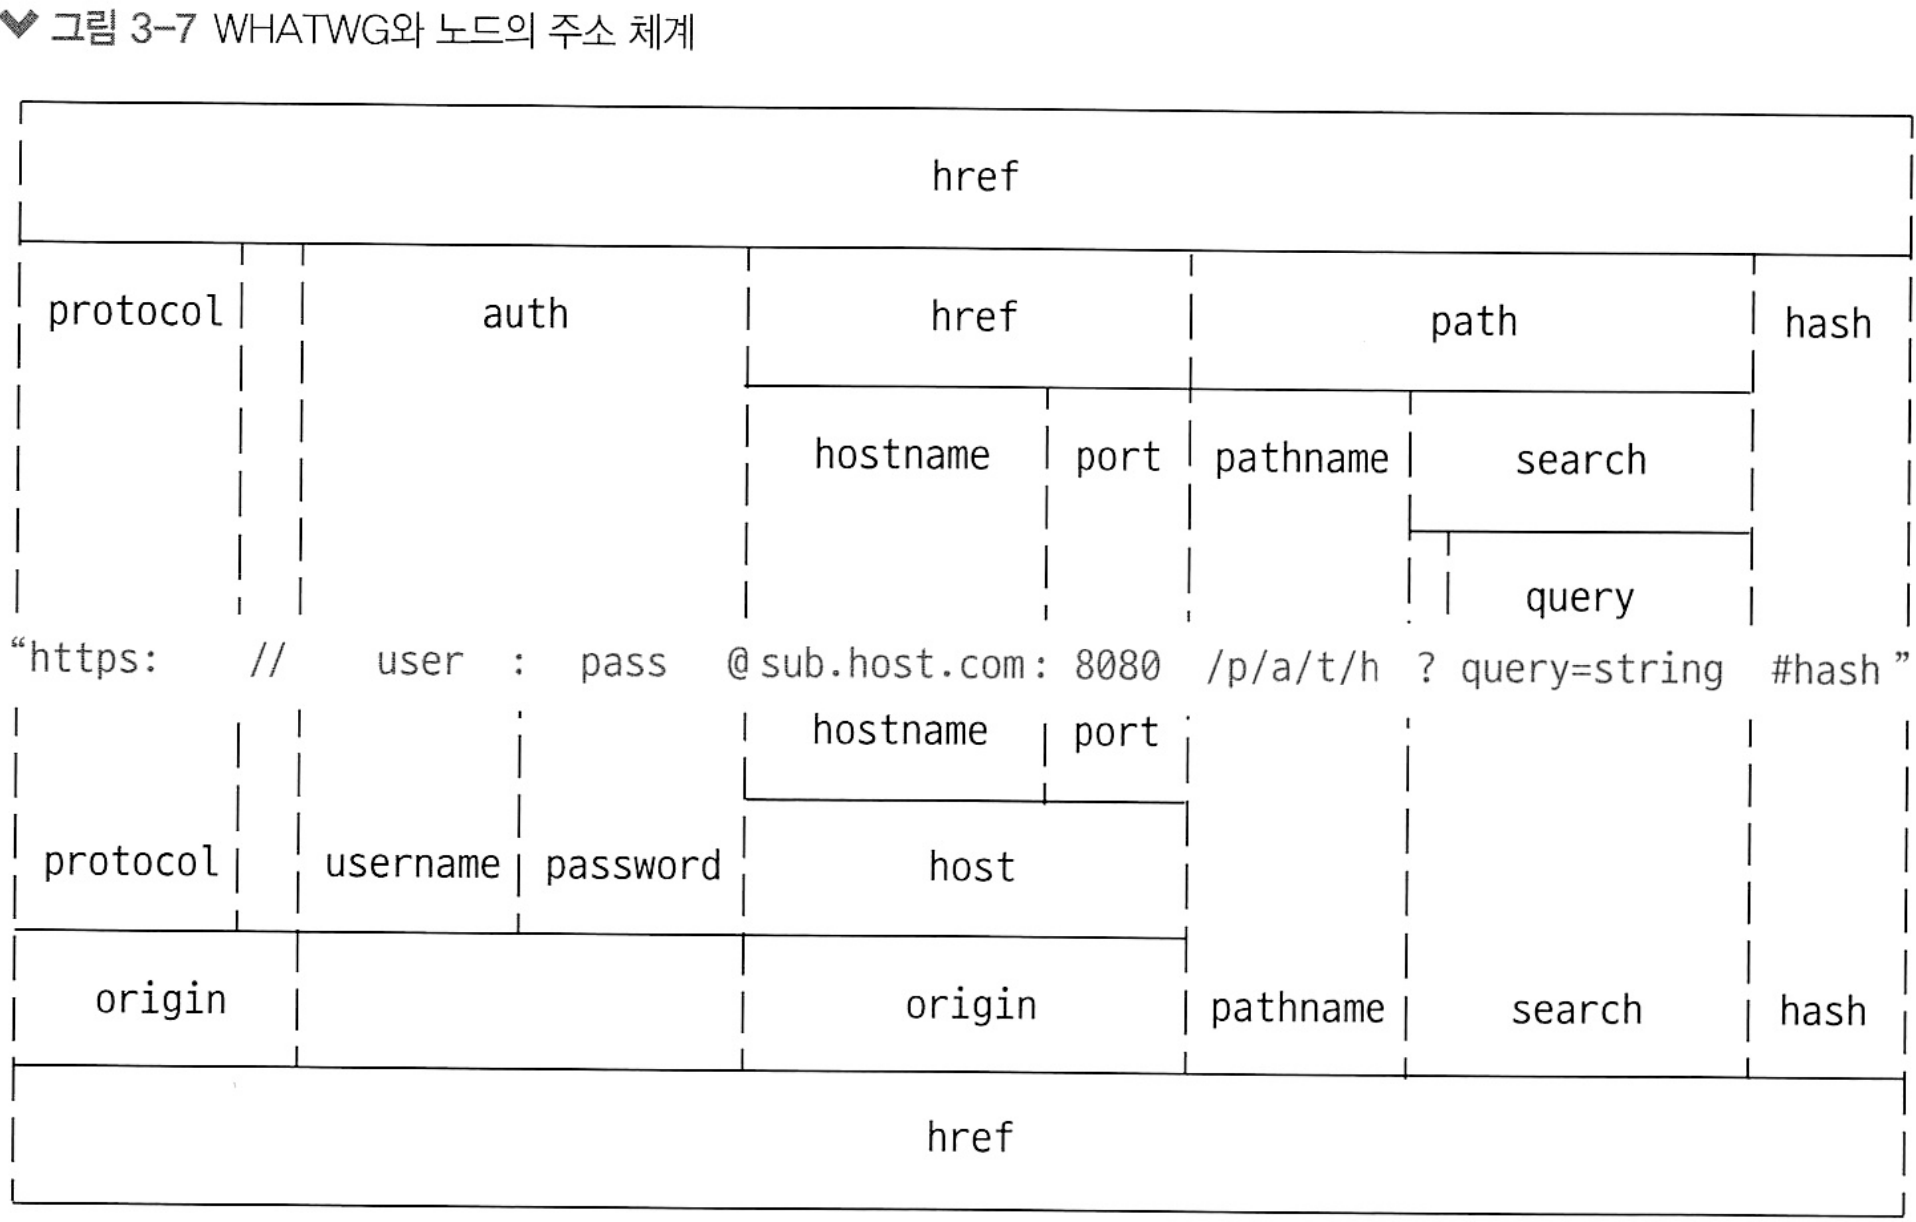 그림 3-7 WHATWG와 노드의 주소 체계
href
protocol auth href path hash
hostname port pathname search
query
“https: // user : pass @ sub.host.com : 8080 /p/a/t/h ? query=string #hash”
hostname port
protocol username password host
origin origin pathname search hash
href